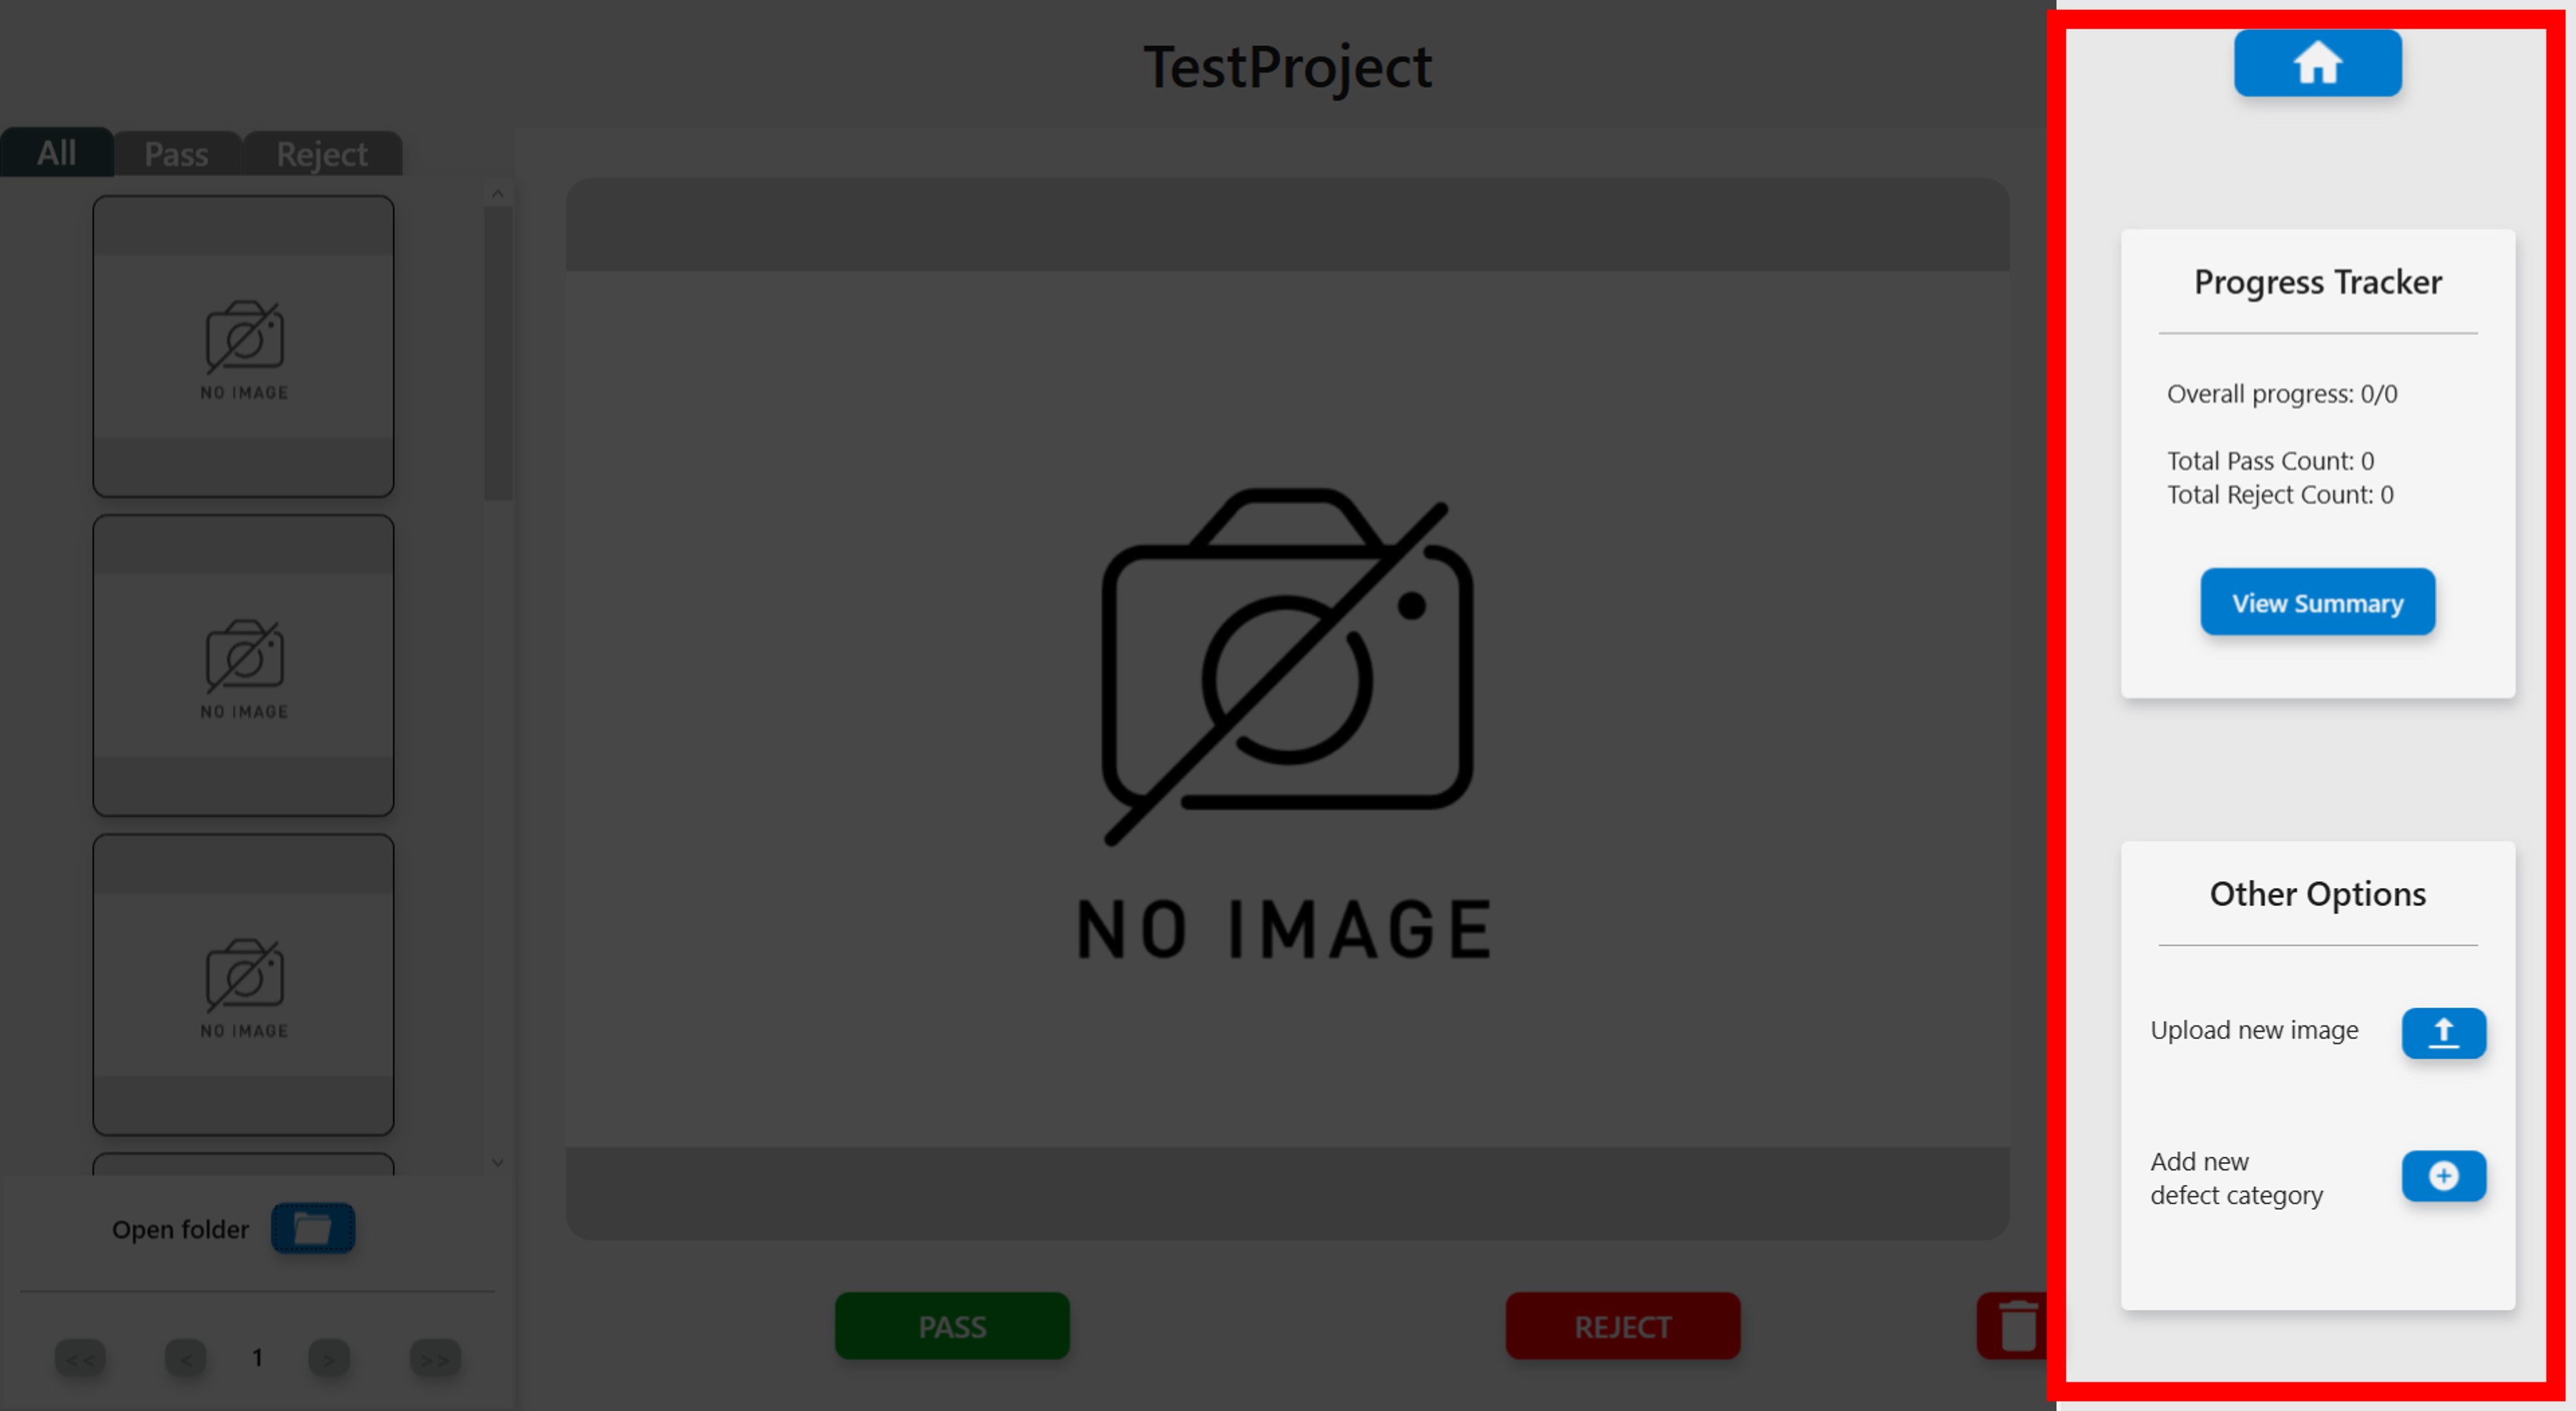 TestProject
All
Pass
Reject
NO IMAGE
NO IMAGE
NO IMAGE
Open folder
<<
<
1
>
>>
NO IMAGE
PASS
REJECT
Progress Tracker
Overall progress: 0/0
Total Pass Count: 0
Total Reject Count: 0
View Summary
Other Options
Upload new image
Add new
defect category